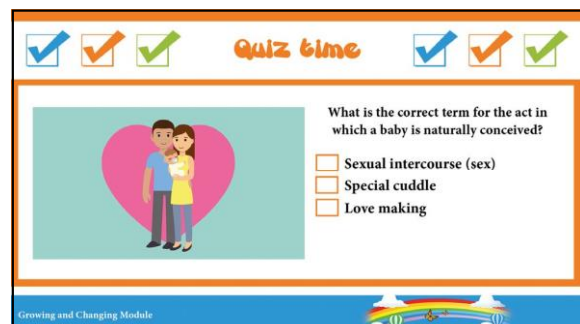 Quiz time
What is the correct term for the act in
which a baby is naturally conceived?
Sexual intercourse (sex)
Special cuddle
Love making
Growing and Changing Module